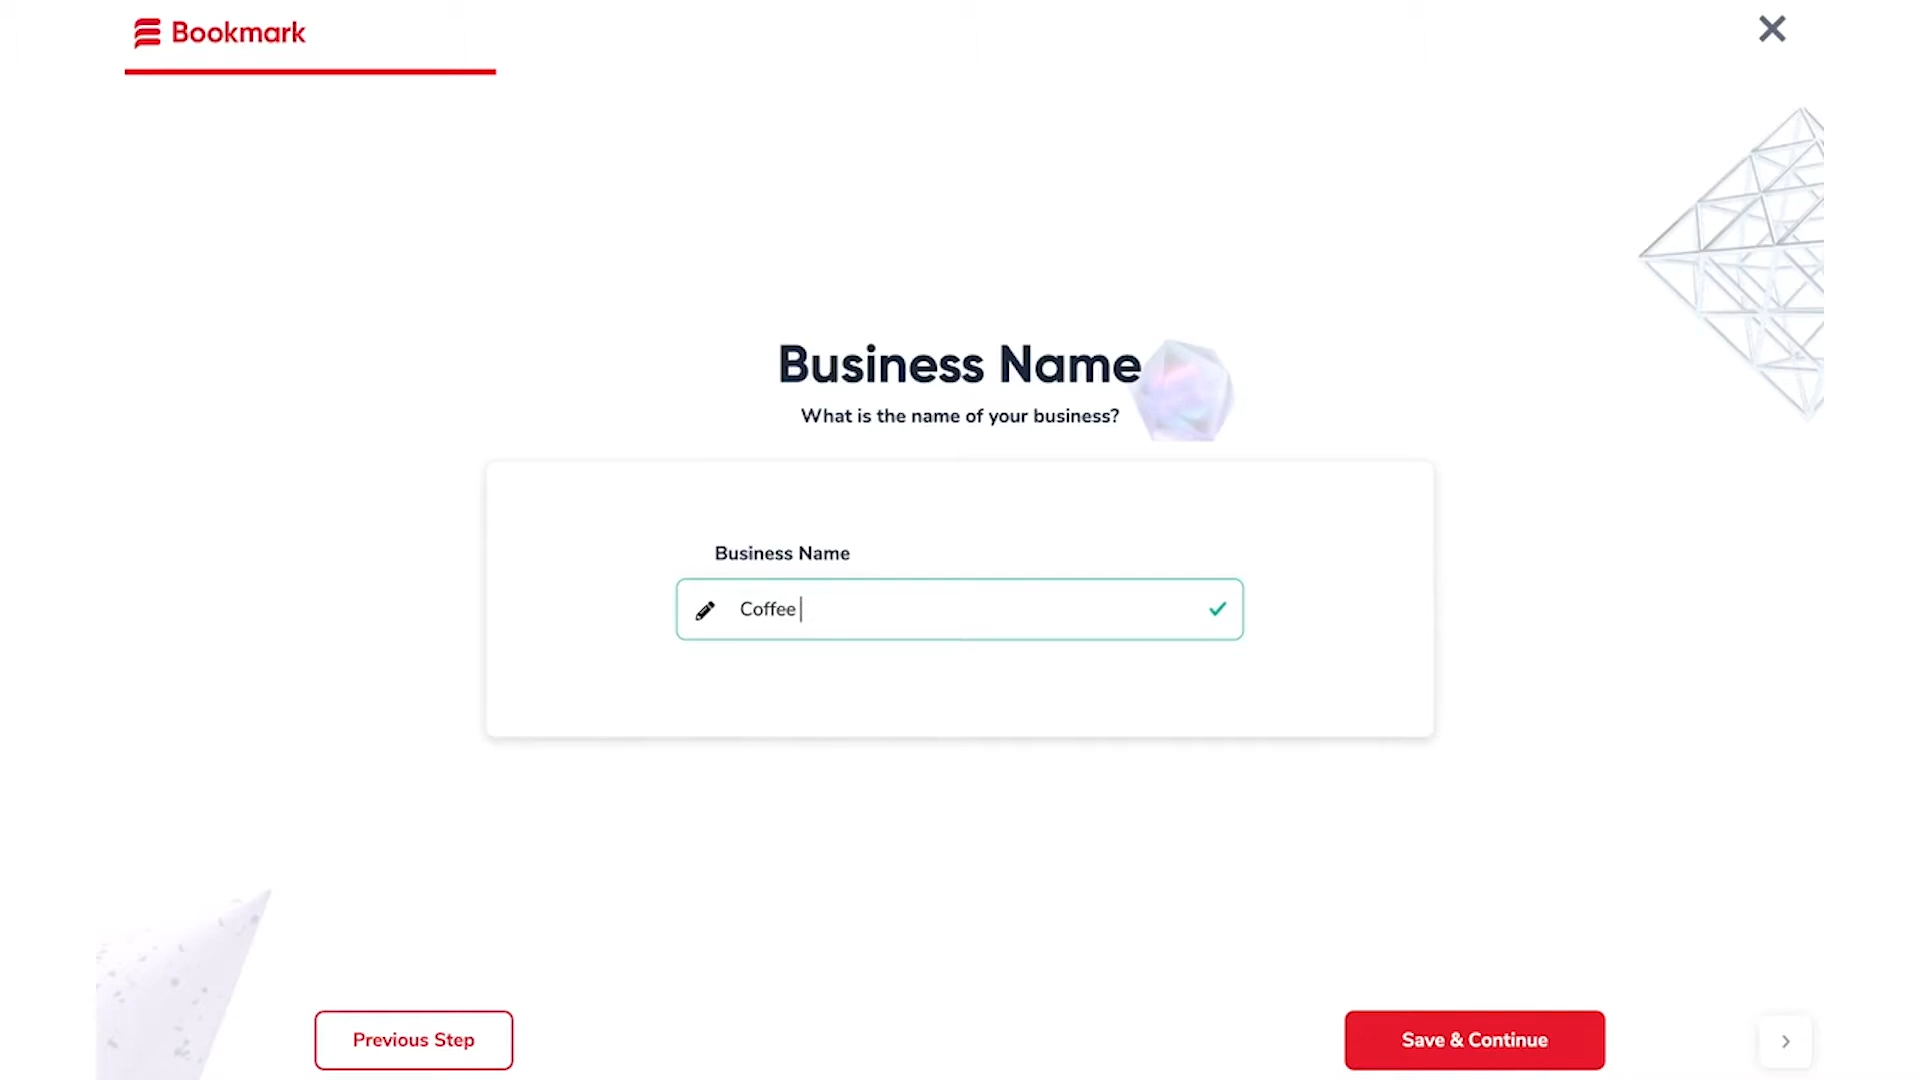 Bookmark
Business Name
What is the name of your business?
Business Name
Coffee
Previous Step
Save & Continue